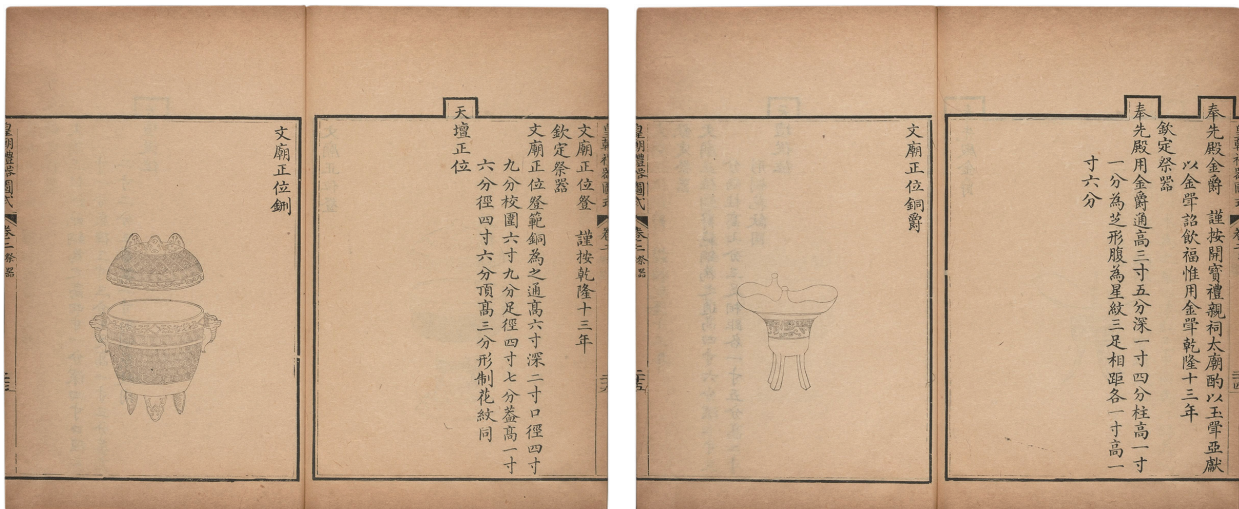 奉先殿金爵　謹按開寶禮親祠太廟酌以玉斝亞獻
以金斝詔飲福惟用金斝乾隆十三年
欽定祭器
奉先殿用金爵通高三寸五分深一寸四分柱高一寸
一分為芝形腹為星紋三足相距各一寸高一
寸六分
文廟正位銅爵
皇朝禮器圖式
卷二
祭器
文廟正位登　謹按乾隆十三年
欽定祭器
文廟正位登範銅為之通高六寸深二寸口徑四寸
九分校圍六寸九分足徑四寸七分葢高一寸
六分徑四寸六分頂高三分形制花紋同
天壇正位
文廟正位鉶
皇朝禮器圖式
卷二
祭器